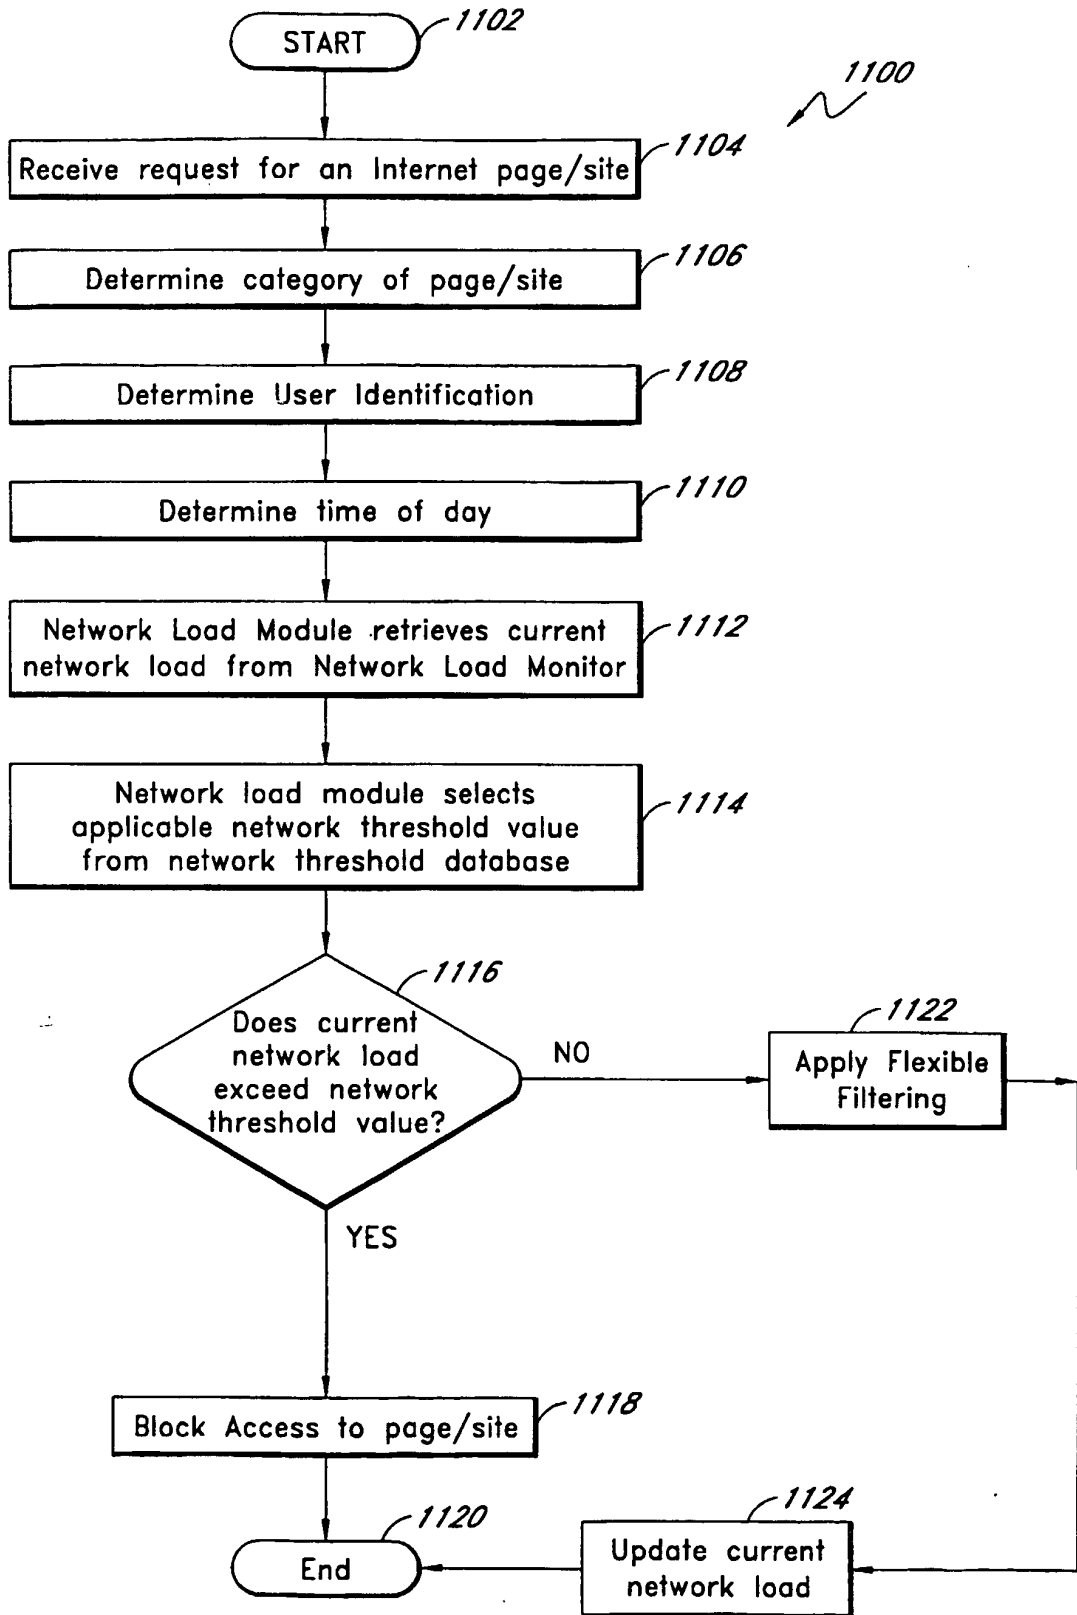 START
1102
1100
Receive request for an Internet page/site
1104
Determine category of page/site
1106
Determine User Identification
1108
Determine time of day
1110
Network Load Module retrieves current
network load from Network Load Monitor
1112
Network load module selects
applicable network threshold value
from network threshold database
1114
1116
Does current
network load
exceed network
threshold value?
NO
1122
Apply Flexible
Filtering
YES
Block Access to page/site
1118
1120
End
1124
Update current
network load